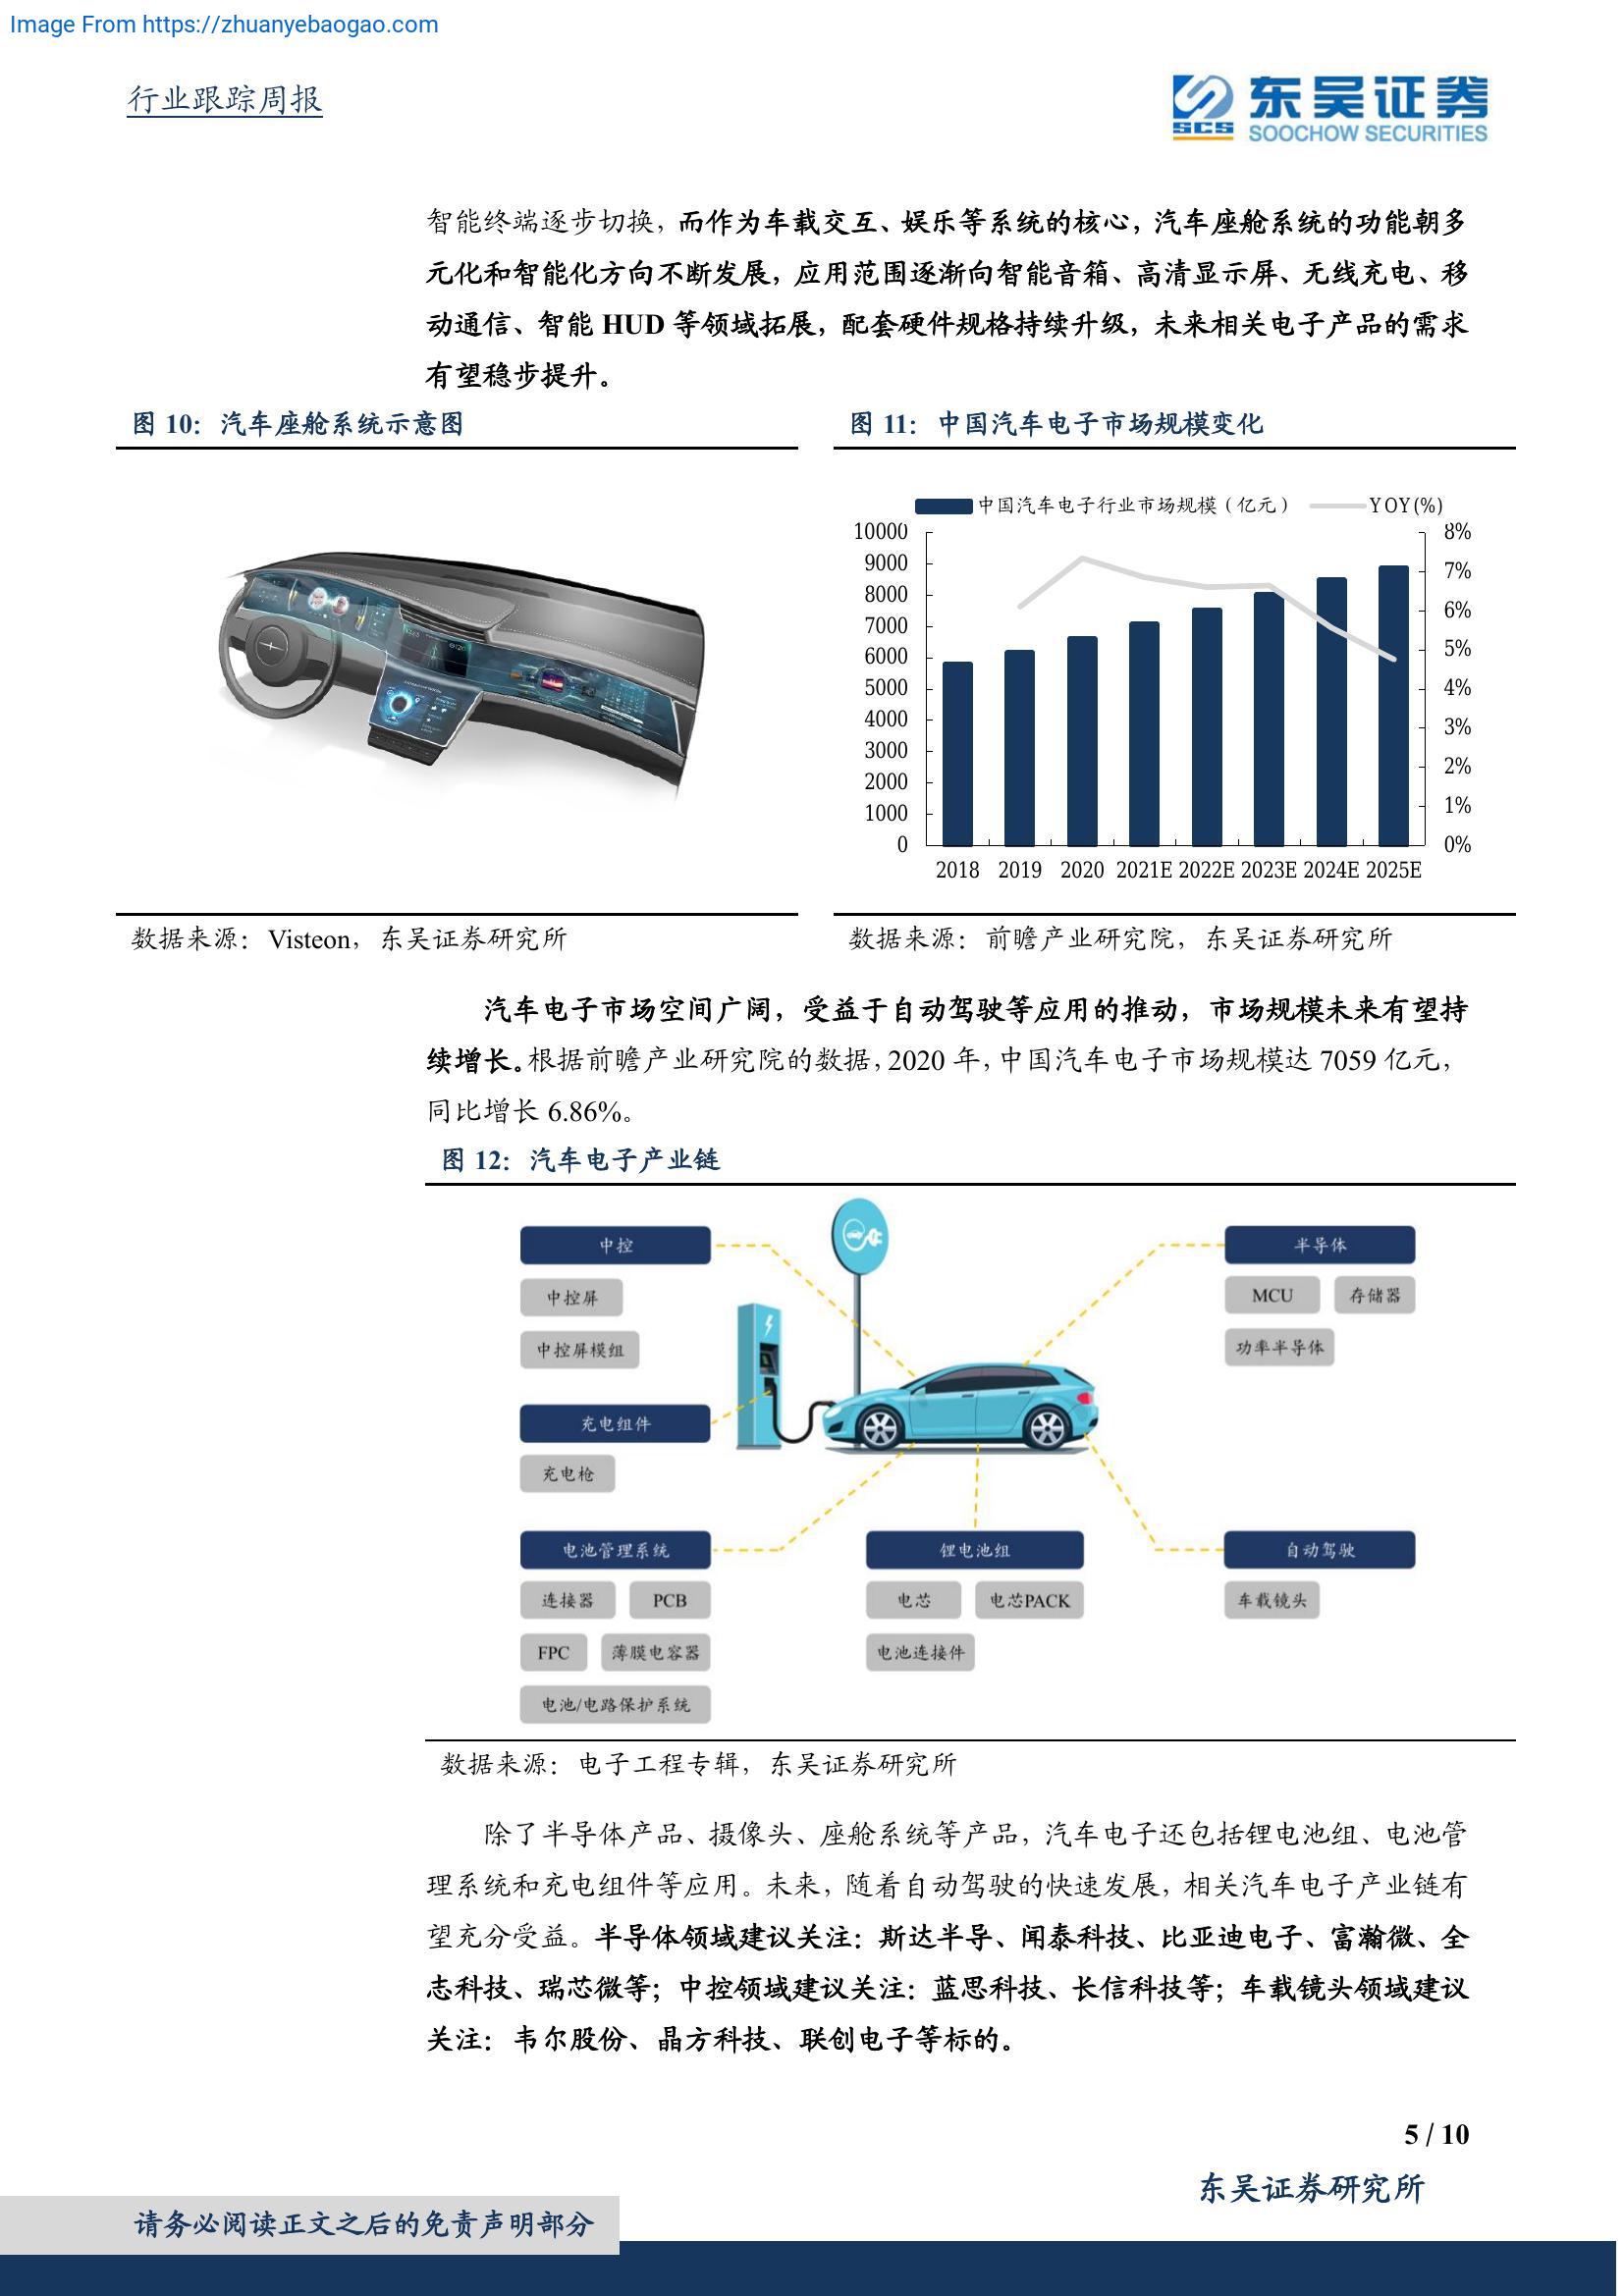 Image From https://zhuanyebaogao.com
行业跟踪周报
东吴证券
SCS
SOOCHOW SECURITIES
智能终端逐步切换，而作为车载交互、娱乐等系统的核心，汽车座舱系统的功能朝多
元化和智能化方向不断发展，应用范围逐渐向智能音箱、高清显示屏、无线充电、移
动通信、智能 HUD 等领域拓展，配套硬件规格持续升级，未来相关电子产品的需求
有望稳步提升。
图 10：汽车座舱系统示意图
图 11：中国汽车电子市场规模变化
中国汽车电子行业市场规模（亿元） YOY(%)
10000 8%
9000 7%
8000
7000 6%
6000 5%
5000 4%
4000
3000 3%
2000 2%
1000 1%
0 0%
2018 2019 2020 2021E 2022E 2023E 2024E 2025E
数据来源：Visteon，东吴证券研究所
数据来源：前瞻产业研究院，东吴证券研究所
汽车电子市场空间广阔，受益于自动驾驶等应用的推动，市场规模未来有望持
续增长。根据前瞻产业研究院的数据，2020 年，中国汽车电子市场规模达 7059 亿元，
同比增长 6.86%。
图 12：汽车电子产业链
中控
中控屏
中控屏模组
半导体
MCU 存储器
功率半导体
充电组件
充电枪
电池管理系统
连接器 PCB
FPC 薄膜电容器
电池/电路保护系统
锂电池组
电芯 电芯PACK
电池连接件
自动驾驶
车载镜头
数据来源：电子工程专辑，东吴证券研究所
除了半导体产品、摄像头、座舱系统等产品，汽车电子还包括锂电池组、电池管
理系统和充电组件等应用。未来，随着自动驾驶的快速发展，相关汽车电子产业链有
望充分受益。半导体领域建议关注：斯达半导、闻泰科技、比亚迪电子、富瀚微、全
志科技、瑞芯微等；中控领域建议关注：蓝思科技、长信科技等；车载镜头领域建议
关注：韦尔股份、晶方科技、联创电子等标的。
5 / 10
东吴证券研究所
请务必阅读正文之后的免责声明部分